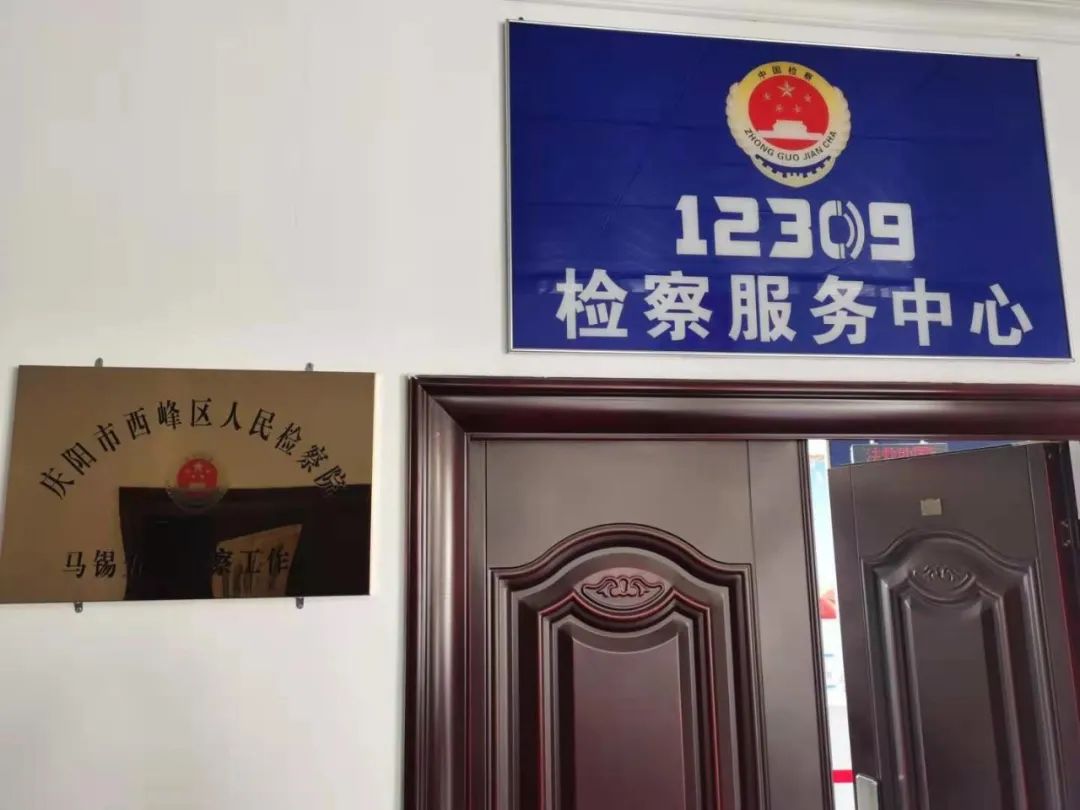 中国检察
ZHONG GUO JIAN CHA
12309
检察服务中心
庆阳市西峰区人民检察院
马锡 察工作